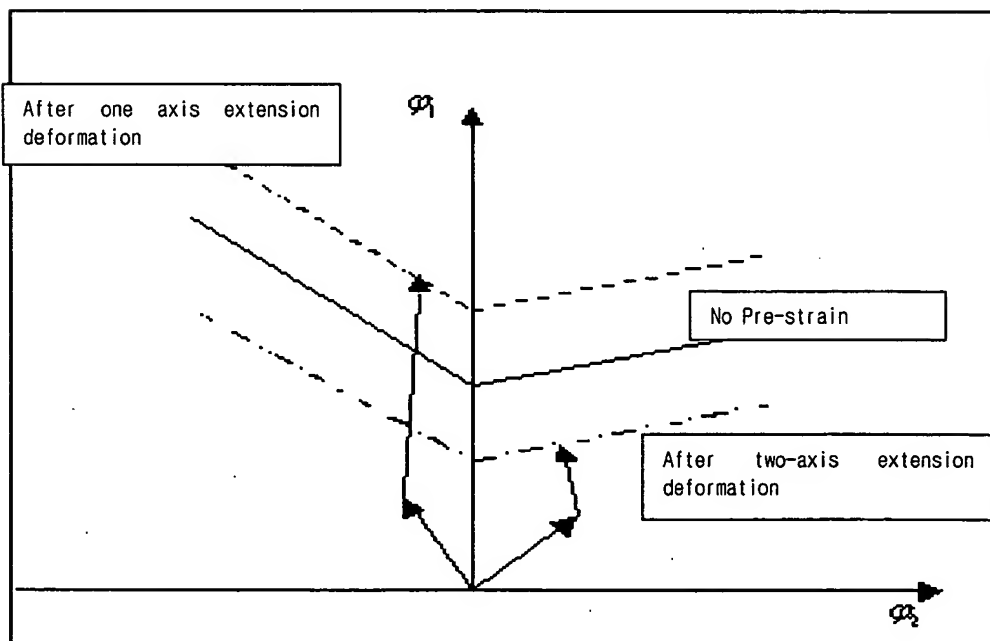 After one axis extension
deformation
φ₁
No Pre-strain
After two-axis extension
deformation
φ₂